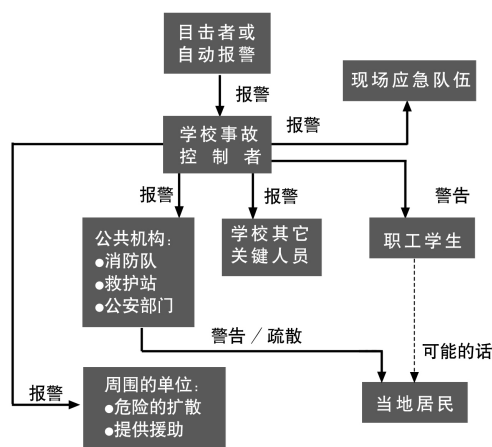 目击者或
自动报警
报警
现场应急队伍
报警
学校事故
控制者
报警
报警
警告
公共机构：
●消防队
●救护站
●公安部门
学校其它
关键人员
职工学生
警告／疏散
可能的话
报警
周围的单位：
●危险的扩散
●提供援助
当地居民